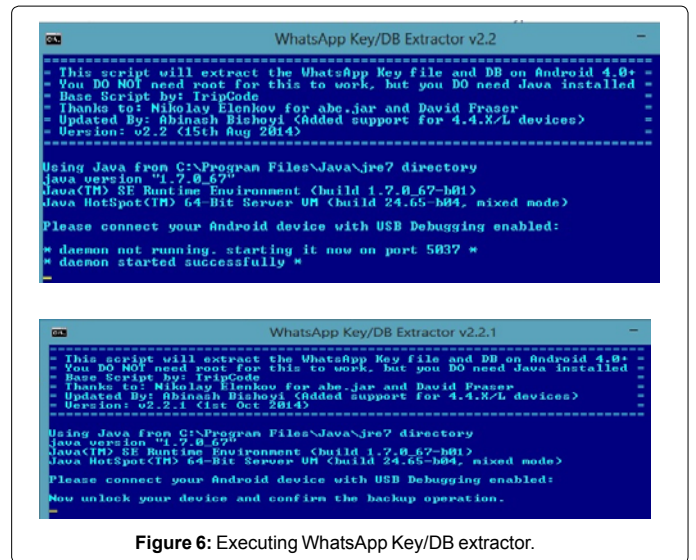 WhatsApp Key/DB Extractor v2.2
=========================================================================
= This script will extract the WhatsApp Key file and DB on Android 4.0+ =
= You DO NOT need root for this to work, but you DO need Java installed =
= Base Script by: TripCode =
= Thanks to: Nikolay Elenkov for abe.jar and David Fraser =
= Updated By: Abinash Bishoyi (Added support for 4.4.X/L devices) =
= Version: v2.2 (15th Aug 2014) =
=========================================================================
Using Java from C:\Program Files\Java\jre7 directory
java version "1.7.0_67"
Java(TM) SE Runtime Environment (build 1.7.0_67-b01)
Java HotSpot(TM) 64-Bit Server VM (build 24.65-b04, mixed mode)
Please connect your Android device with USB Debugging enabled:
* daemon not running. starting it now on port 5037 *
* daemon started successfully *
WhatsApp Key/DB Extractor v2.2.1
=========================================================================
= This script will extract the WhatsApp Key file and DB on Android 4.0+ =
= You DO NOT need root for this to work, but you DO need Java installed =
= Base Script by: TripCode =
= Thanks to: Nikolay Elenkov for abe.jar and David Fraser =
= Updated By: Abinash Bishoyi (Added support for 4.4.X/L devices) =
= Version: v2.2.1 (1st Oct 2014) =
=========================================================================
Using Java from C:\Program Files\Java\jre7 directory
java version "1.7.0_67"
Java(TM) SE Runtime Environment (build 1.7.0_67-b01)
Java HotSpot(TM) 64-Bit Server VM (build 24.65-b04, mixed mode)
Please connect your Android device with USB Debugging enabled:
Now unlock your device and confirm the backup operation.
Figure 6: Executing WhatsApp Key/DB extractor.